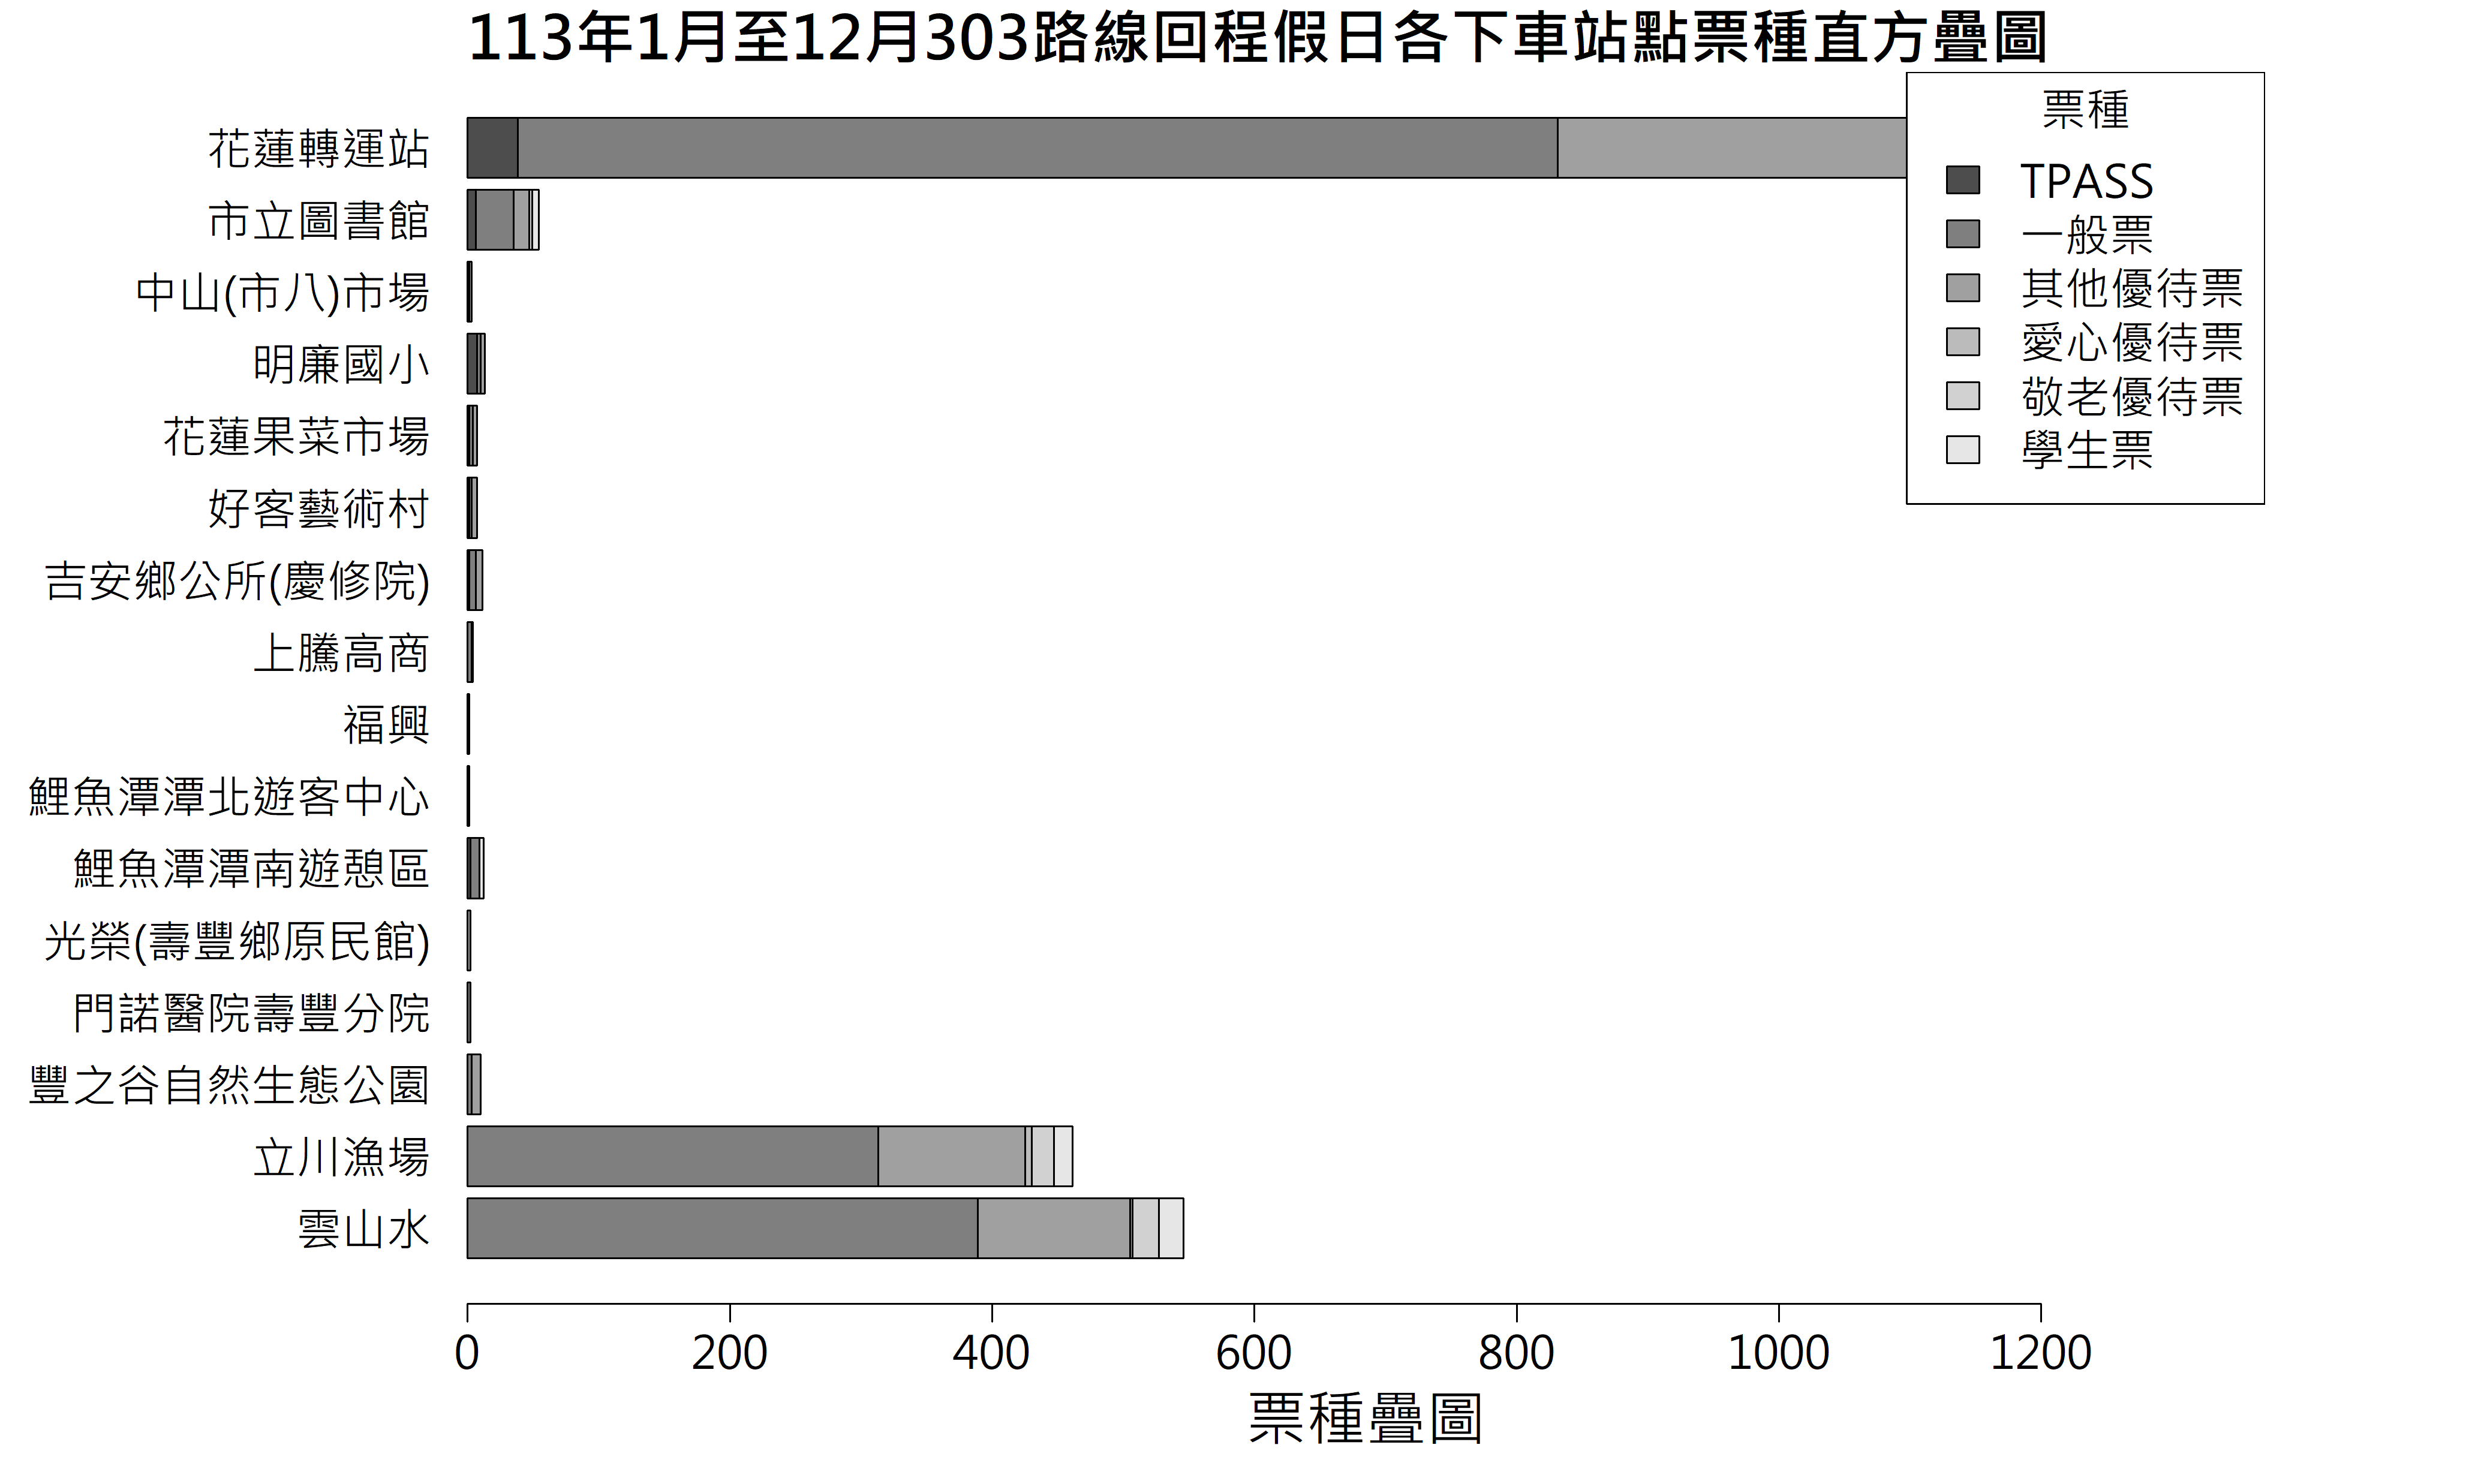 113年1月至12月303路線回程假日各下車站點票種直方疊圖
票種
TPASS
一般票
其他優待票
愛心優待票
敬老優待票
學生票
花蓮轉運站
市立圖書館
中山(市八)市場
明廉國小
花蓮果菜市場
好客藝術村
吉安鄉公所(慶修院)
上騰高商
福興
鯉魚潭潭北遊客中心
鯉魚潭潭南遊憩區
光榮(壽豐鄉原民館)
門諾醫院壽豐分院
豐之谷自然生態公園
立川漁場
雲山水
0 200 400 600 800 1000 1200
票種疊圖